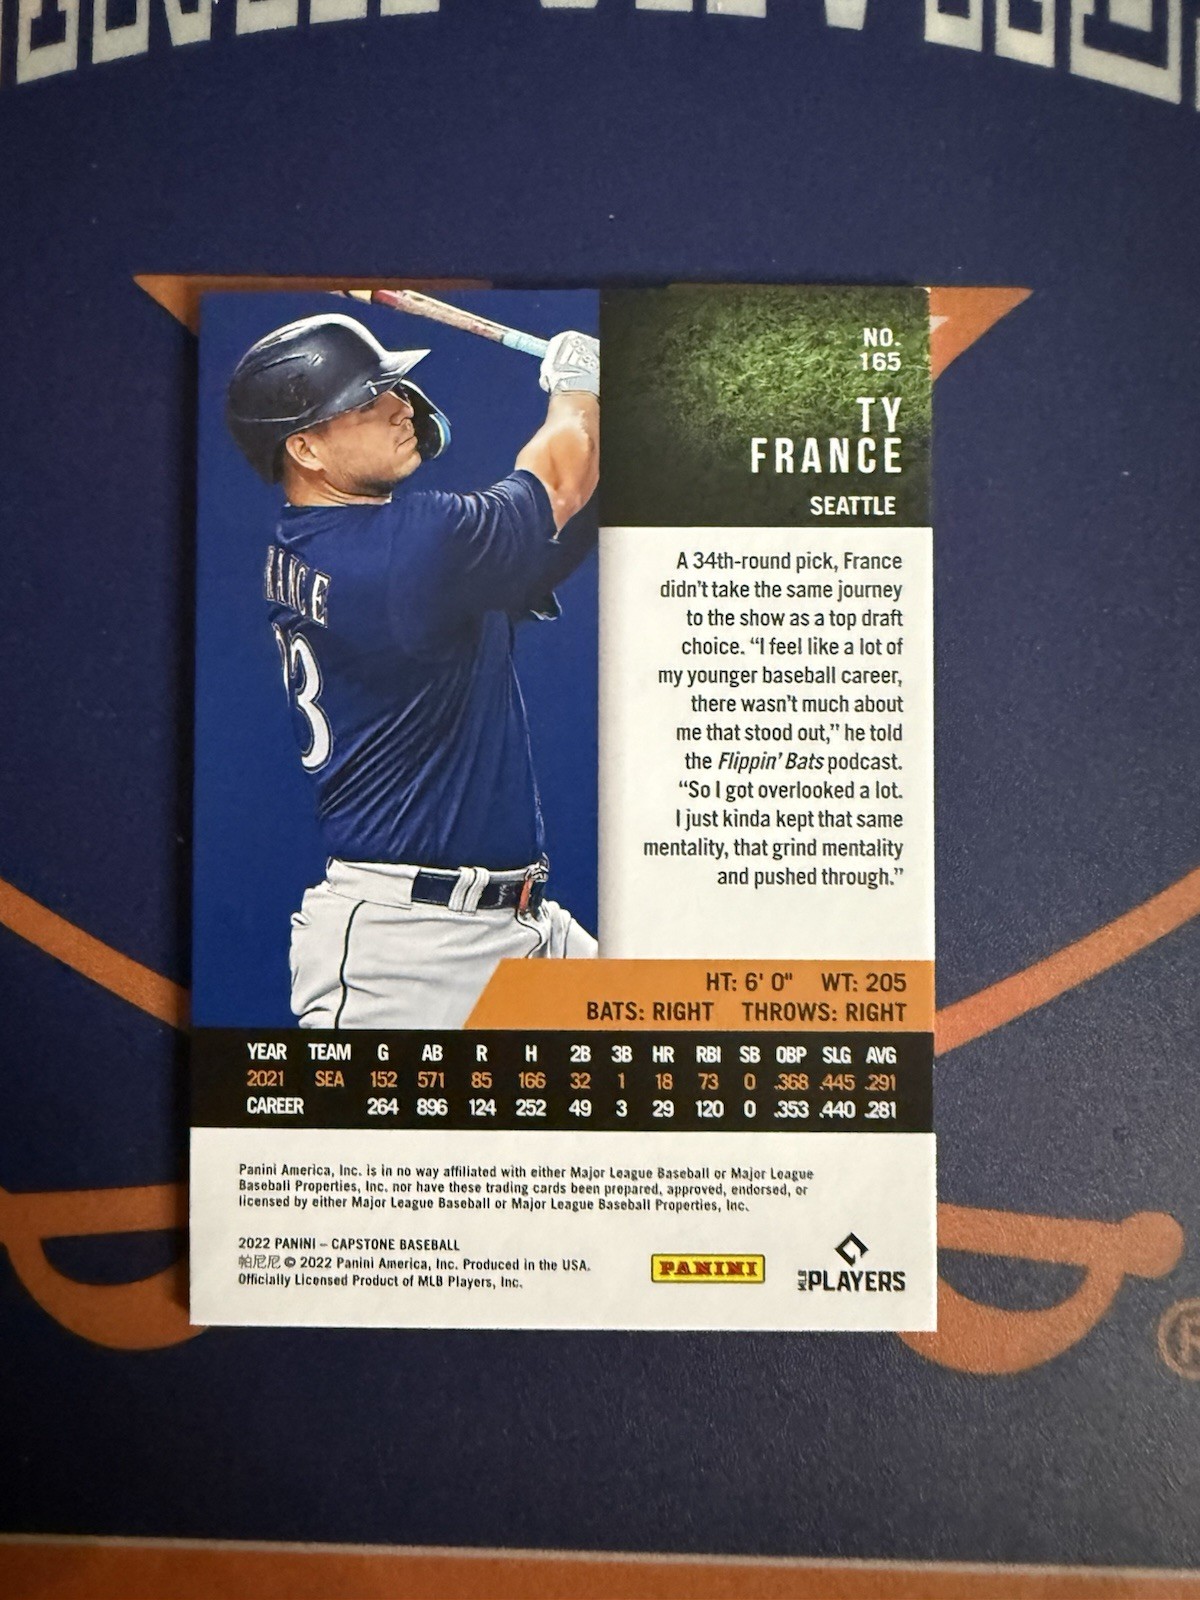 NO.
165
TY
FRANCE
SEATTLE
A 34th-round pick, France
didn't take the same journey
to the show as a top draft
choice. “I feel like a lot of
my younger baseball career,
there wasn't much about
me that stood out,” he told
the Flippin' Bats podcast.
“So I got overlooked a lot.
I just kinda kept that same
mentality, that grind mentality
and pushed through.”
HT: 6' 0" WT: 205
BATS: RIGHT THROWS: RIGHT
YEAR TEAM G AB R H 2B 3B HR RBI SB OBP SLG AVG
2021 SEA 152 571 85 166 32 1 18 73 0 .368 .445 .291
CAREER 264 896 124 252 49 3 29 120 0 .353 .440 .281
Panini America, Inc. is in no way affiliated with either Major League Baseball or Major League
Baseball Properties, Inc. nor have these trading cards been prepared, approved, endorsed, or
licensed by either Major League Baseball or Major League Baseball Properties, Inc.
2022 PANINI – CAPSTONE BASEBALL
帕尼尼 © 2022 Panini America, Inc. Produced in the USA.
Officially Licensed Product of MLB Players, Inc.
PANINI
MLB PLAYERS
®